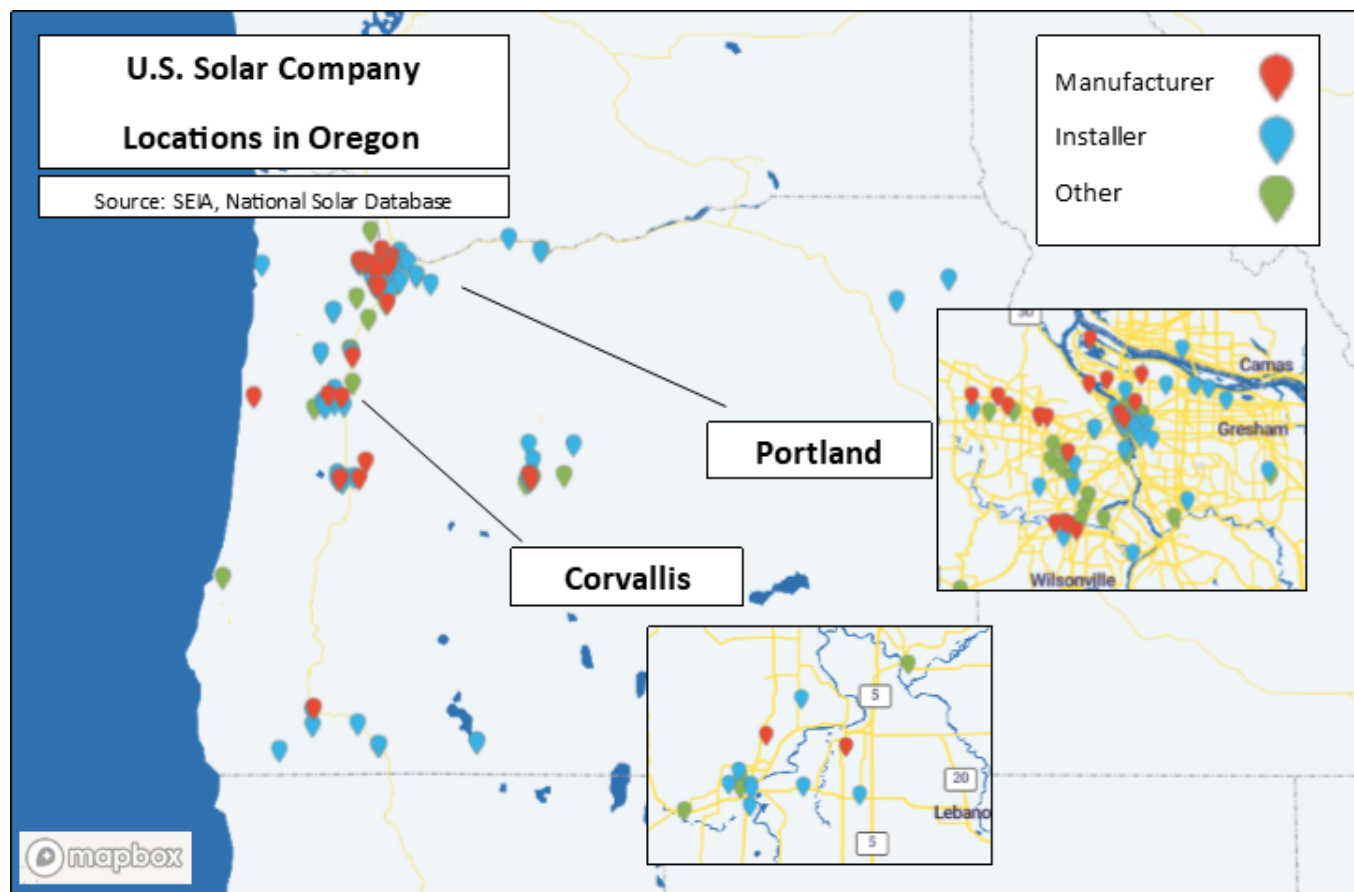 U.S. Solar Company
Locations in Oregon
Source: SEIA, National Solar Database
Manufacturer
Installer
Other
30
Camas
Gresham
Portland
Wilsonville
Corvallis
5
20
Lebano
5
mapbox